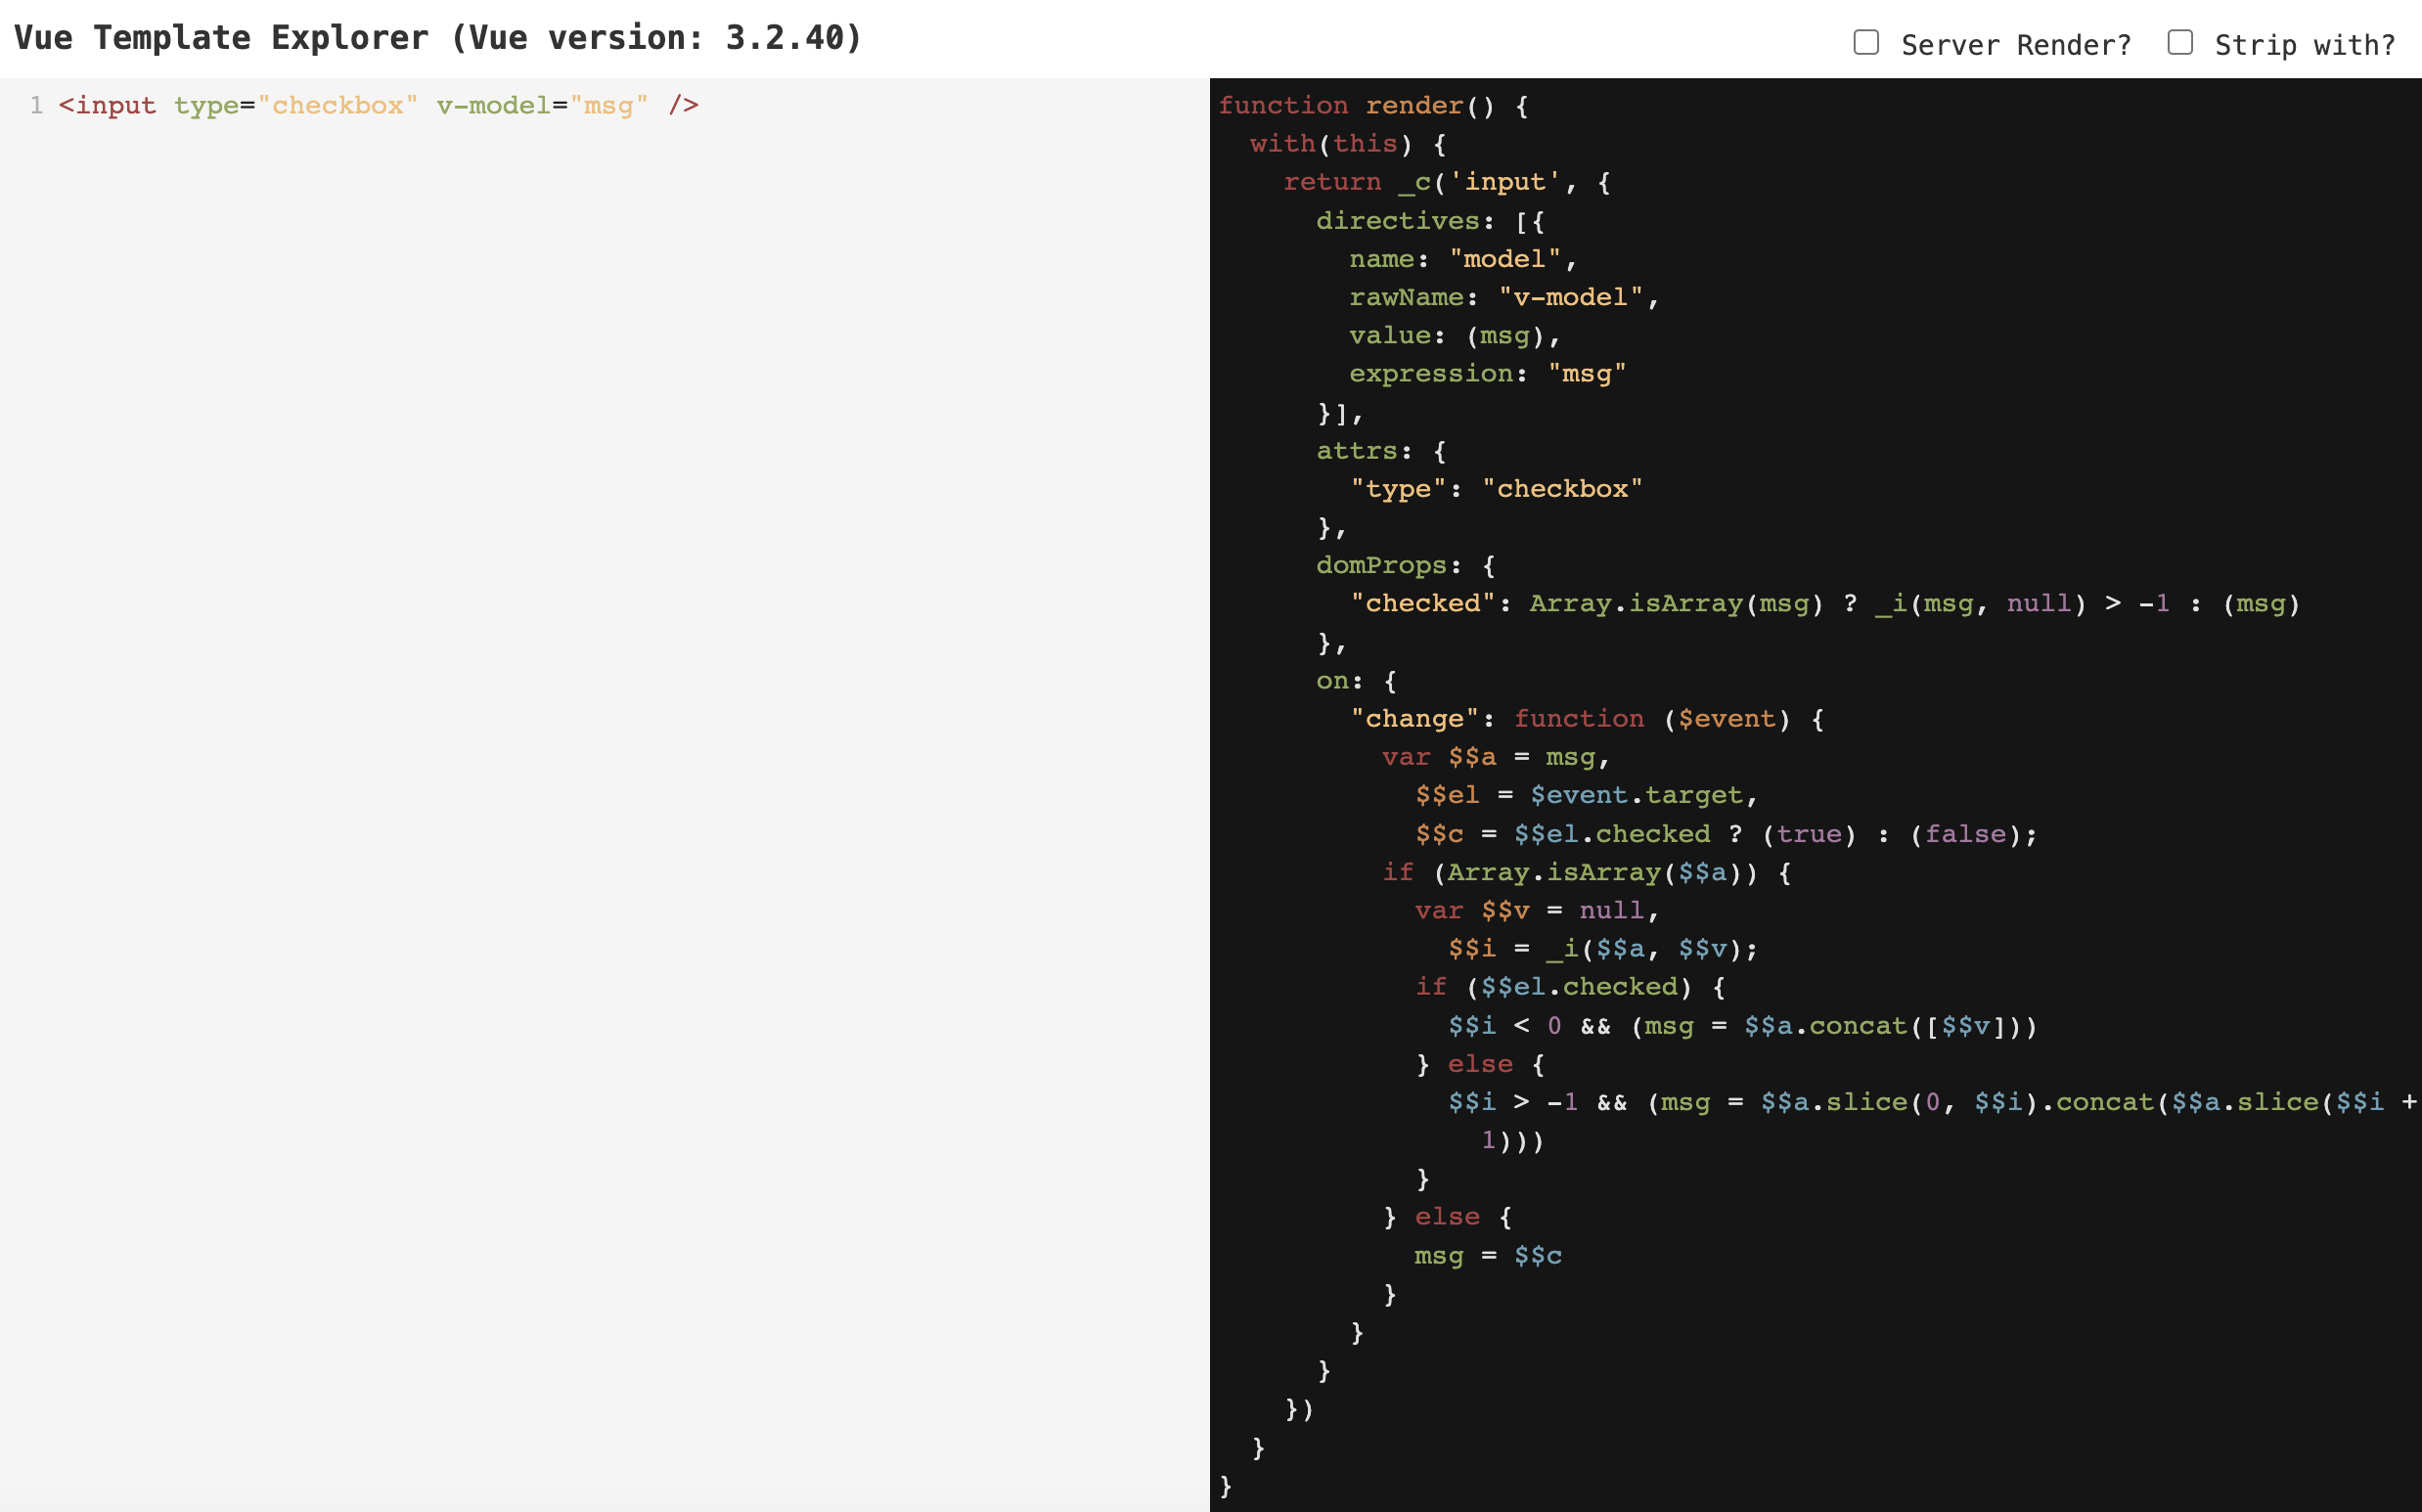 Vue Template Explorer (Vue version: 3.2.40)
Server Render? Strip with?
1 <input type="checkbox" v-model="msg" />
function render() {
  with(this) {
    return _c('input', {
      directives: [{
        name: "model",
        rawName: "v-model",
        value: (msg),
        expression: "msg"
      }],
      attrs: {
        "type": "checkbox"
      },
      domProps: {
        "checked": Array.isArray(msg) ? _i(msg, null) > -1 : (msg)
      },
      on: {
        "change": function ($event) {
          var $$a = msg,
            $$el = $event.target,
            $$c = $$el.checked ? (true) : (false);
          if (Array.isArray($$a)) {
            var $$v = null,
              $$i = _i($$a, $$v);
            if ($$el.checked) {
              $$i < 0 && (msg = $$a.concat([$$v]))
            } else {
              $$i > -1 && (msg = $$a.slice(0, $$i).concat($$a.slice($$i +
                1)))
            }
          } else {
            msg = $$c
          }
        }
      }
    })
  }
}